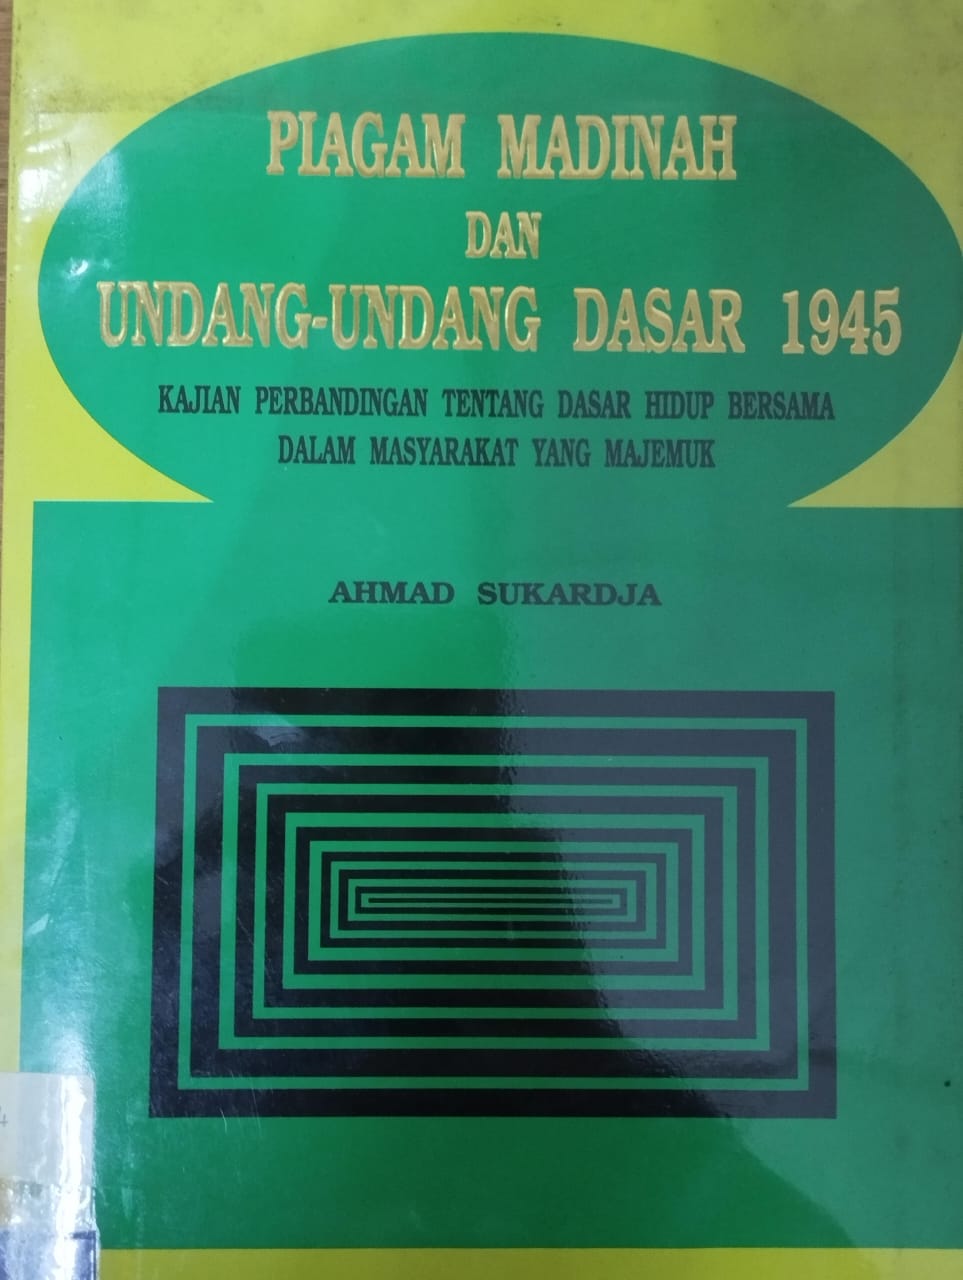 PIAGAM MADINAH
DAN
UNDANG-UNDANG DASAR 1945
KAJIAN PERBANDINGAN TENTANG DASAR HIDUP BERSAMA
DALAM MASYARAKAT YANG MAJEMUK
AHMAD SUKARDJA
4